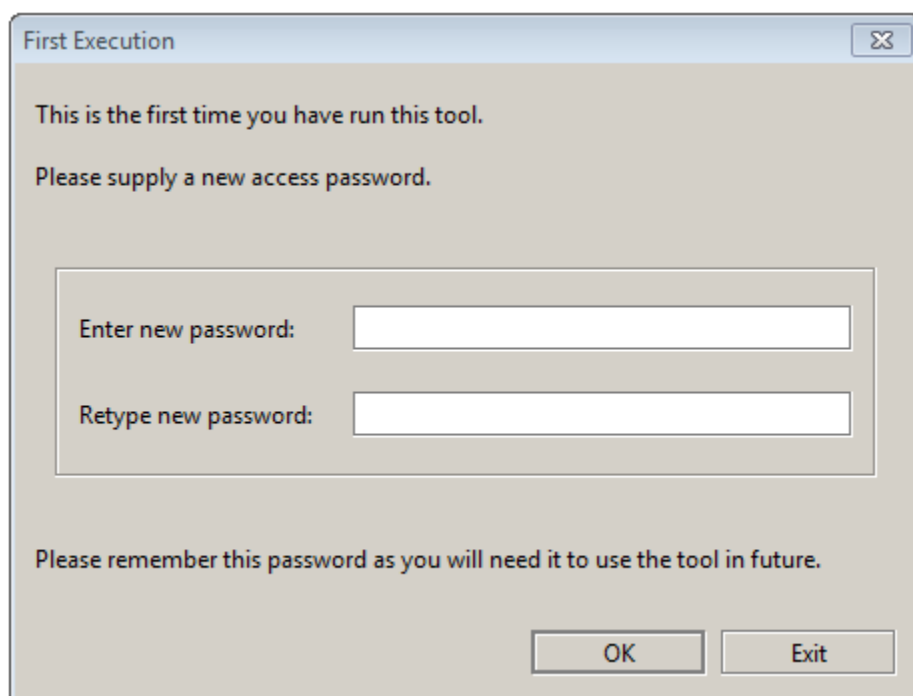 First Execution
This is the first time you have run this tool.
Please supply a new access password.
Enter new password:
Retype new password:
Please remember this password as you will need it to use the tool in future.
OK Exit